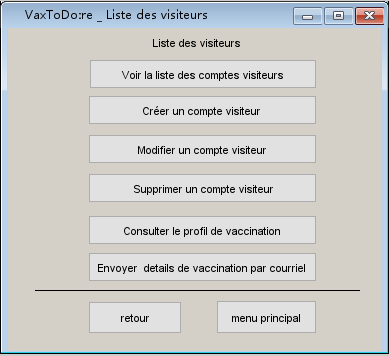 VaxToDo:re _ Liste des visiteurs
Liste des visiteurs
Voir la liste des comptes visiteurs
Créer un compte visiteur
Modifier un compte visiteur
Supprimer un compte visiteur
Consulter le profil de vaccination
Envoyer details de vaccination par courriel
retour
menu principal